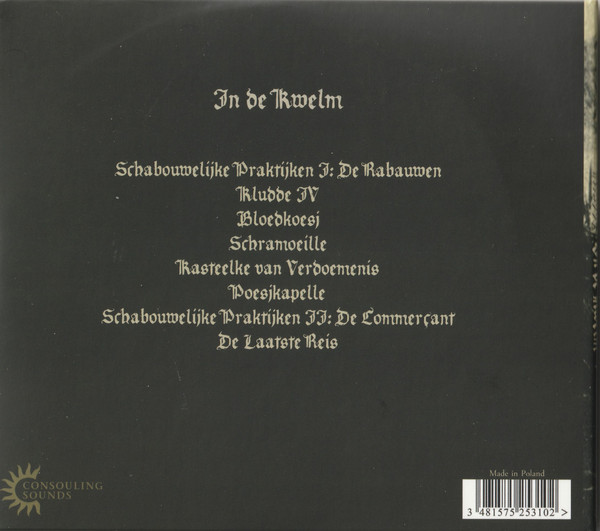 In de Kwelm
Schabouwelijke Praktijken I: De Rabauwen
Kludde IV
Bloedkoesj
Schramoeille
Kasteelke van Verdoemenis
Poesjkapelle
Schabouwelijke Praktijken II: De Commerçant
De Laatste Reis
CONSOULING
SOUNDS
Made in Poland
3 481575 253102 >